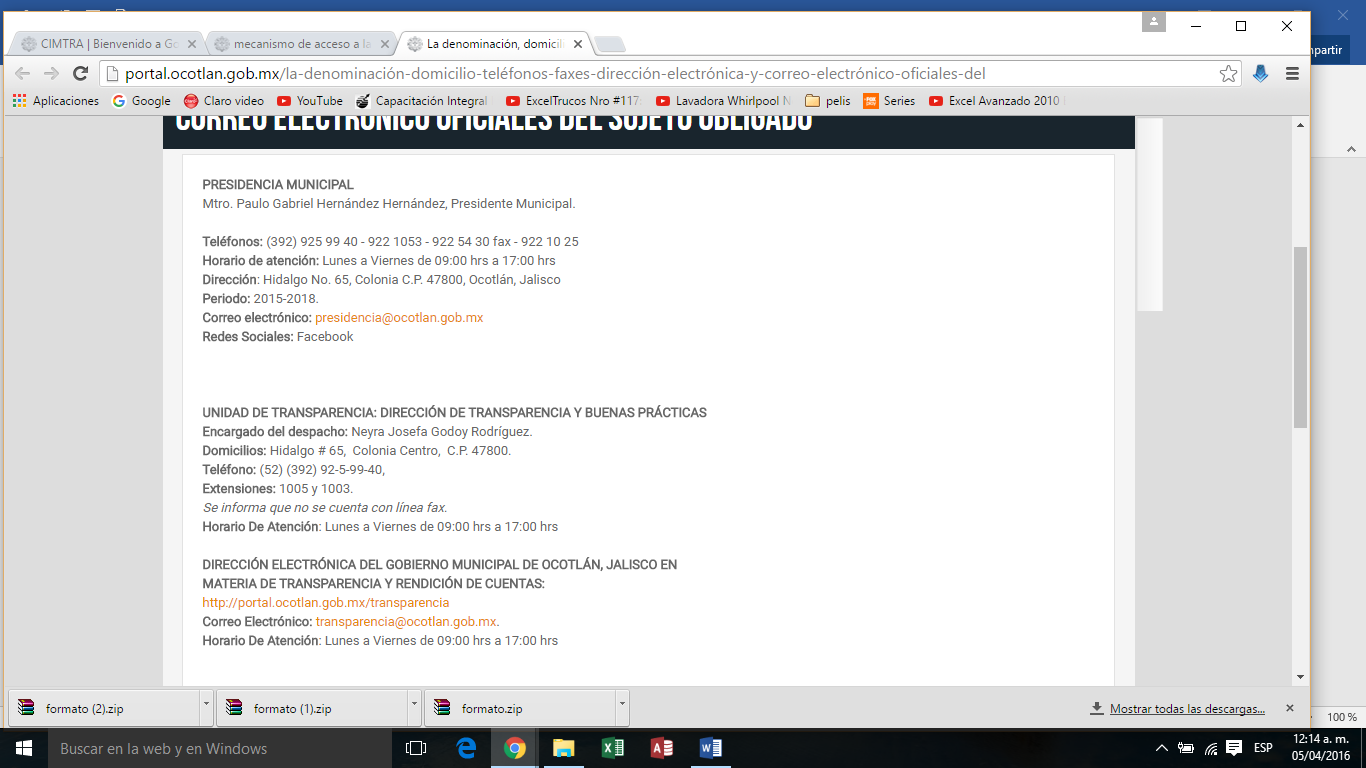 CIMTRA | Bienvenido a Go
mecanismo de acceso a la
La denominación, domicili
mpartir
portal.ocotlan.gob.mx/la-denominación-domicilio-teléfonos-faxes-dirección-electrónica-y-correo-electrónico-oficiales-del
Aplicaciones
Google
Claro video
YouTube
Capacitación Integral
ExcelTrucos Nro #117
Lavadora Whirlpool N
pelis
Series
Excel Avanzado 2010
CORREO ELECTRÓNICO OFICIALES DEL SUJETO OBLIGADO
PRESIDENCIA MUNICIPAL
Mtro. Paulo Gabriel Hernández Hernández, Presidente Municipal.
Teléfonos: (392) 925 99 40 - 922 1053 - 922 54 30 fax - 922 10 25
Horario de atención: Lunes a Viernes de 09:00 hrs a 17:00 hrs
Dirección: Hidalgo No. 65, Colonia C.P. 47800, Ocotlán, Jalisco
Periodo: 2015-2018.
Correo electrónico: presidencia@ocotlan.gob.mx
Redes Sociales: Facebook
UNIDAD DE TRANSPARENCIA: DIRECCIÓN DE TRANSPARENCIA Y BUENAS PRÁCTICAS
Encargado del despacho: Neyra Josefa Godoy Rodríguez.
Domicilios: Hidalgo # 65, Colonia Centro, C.P. 47800.
Teléfono: (52) (392) 92-5-99-40,
Extensiones: 1005 y 1003.
Se informa que no se cuenta con línea fax.
Horario De Atención: Lunes a Viernes de 09:00 hrs a 17:00 hrs
DIRECCIÓN ELECTRÓNICA DEL GOBIERNO MUNICIPAL DE OCOTLÁN, JALISCO EN
MATERIA DE TRANSPARENCIA Y RENDICIÓN DE CUENTAS:
http://portal.ocotlan.gob.mx/transparencia
Correo Electrónico: transparencia@ocotlan.gob.mx.
Horario De Atención: Lunes a Viernes de 09:00 hrs a 17:00 hrs
formato (2).zip
formato (1).zip
formato.zip
Mostrar todas las descargas...
100 %
Buscar en la web y en Windows
ESP
12:14 a. m.
05/04/2016